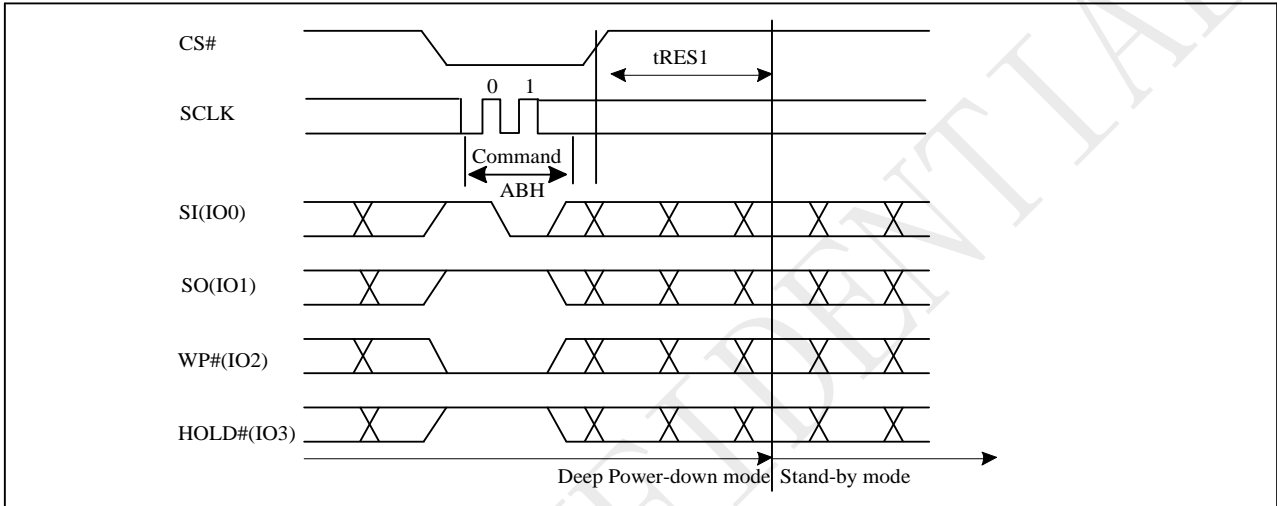 CS#
tRES1
0 1
SCLK
Command
ABH
SI(IO0)
SO(IO1)
WP#(IO2)
HOLD#(IO3)
Deep Power-down mode Stand-by mode